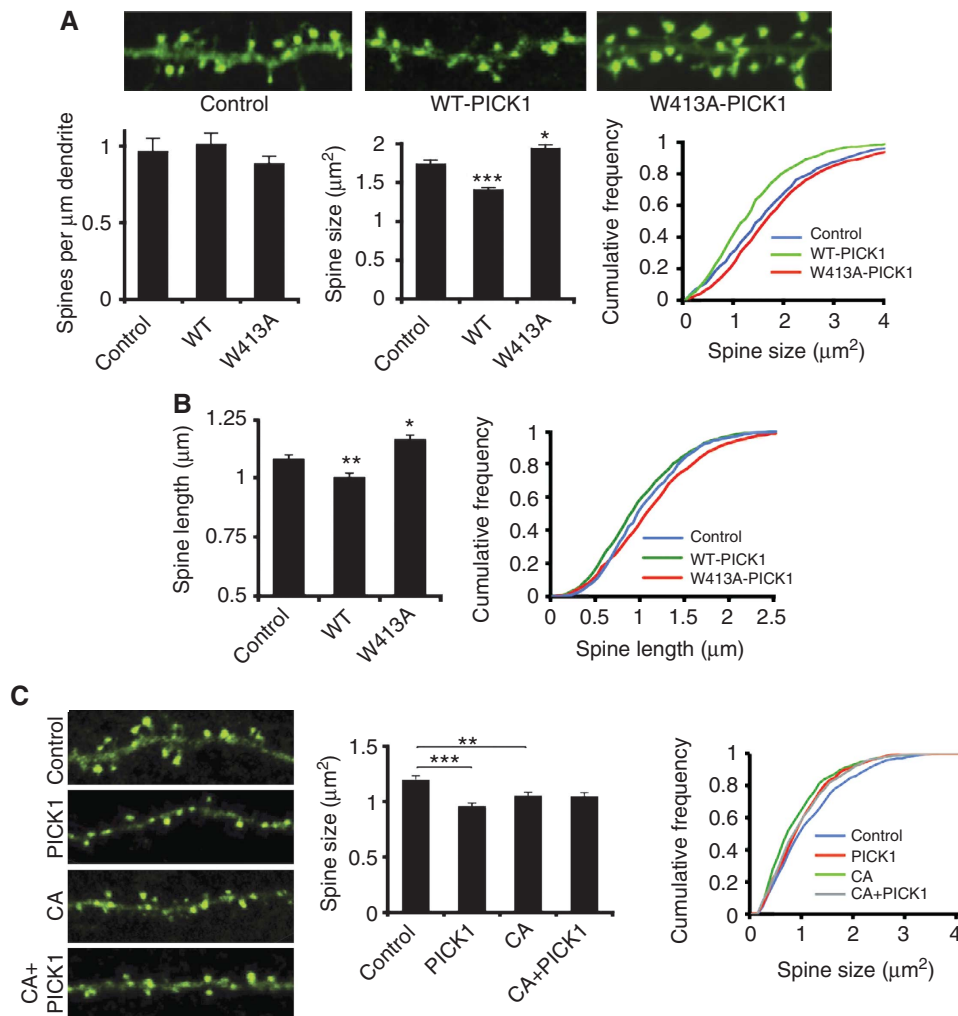 A
Control
WT-PICK1
W413A-PICK1
Spines per μm dendrite
1
0.5
0
Control
WT
W413A
Spine size (μm²)
2
1.5
1
0.5
0
***
*
Control
WT
W413A
Cumulative frequency
1
0.8
0.6
0.4
0.2
0
Control
WT-PICK1
W413A-PICK1
0 1 2 3 4
Spine size (μm²)
B
Spine length (μm)
1.25
1
0.75
0.5
**
*
Control
WT
W413A
Cumulative frequency
1
0.8
0.6
0.4
0.2
0
Control
WT-PICK1
W413A-PICK1
0 0.5 1 1.5 2 2.5
Spine length (μm)
C
Control
PICK1
CA
CA+
PICK1
Spine size (μm²)
1.5
1
0.5
0
**
***
Control
PICK1
CA
CA+PICK1
Cumulative frequency
1
0.8
0.6
0.4
0.2
0
Control
PICK1
CA
CA+PICK1
0 1 2 3 4
Spine size (μm²)